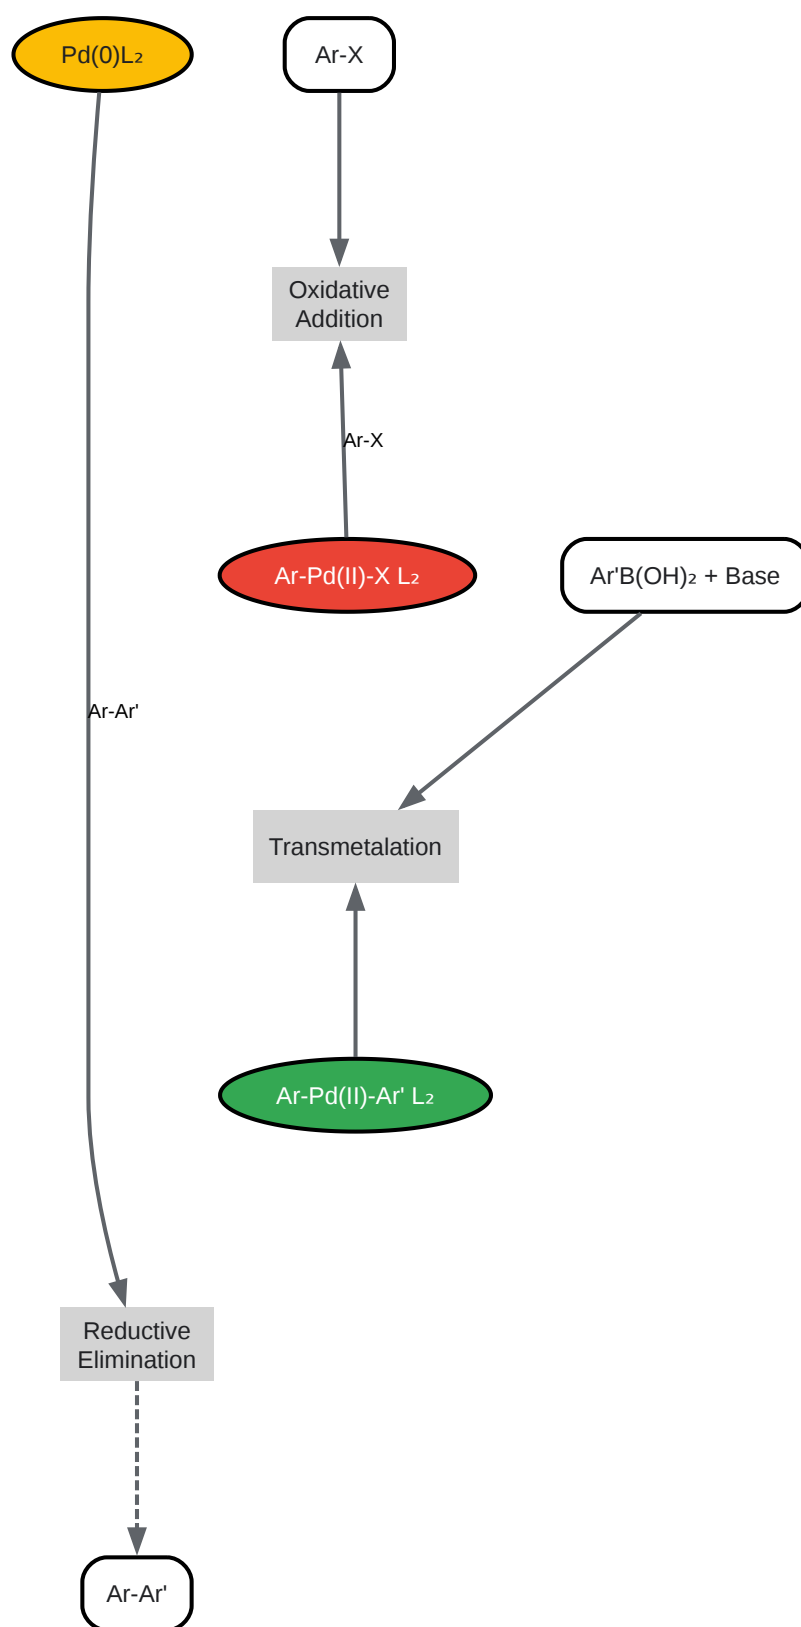 Pd(0)L₂
Ar-X
Oxidative
Addition
Ar-X
Ar-Pd(II)-X L₂
Ar'B(OH)₂ + Base
Ar-Ar'
Transmetalation
Ar-Pd(II)-Ar' L₂
Reductive
Elimination
Ar-Ar'